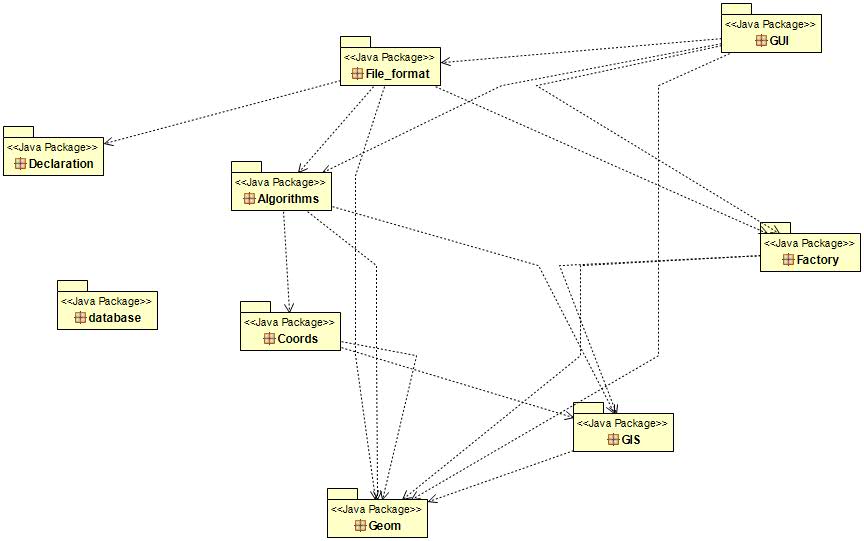 <<Java Package>>
GUI
<<Java Package>>
File_format
<<Java Package>>
Declaration
<<Java Package>>
Algorithms
<<Java Package>>
Factory
<<Java Package>>
database
<<Java Package>>
Coords
<<Java Package>>
GIS
<<Java Package>>
Geom